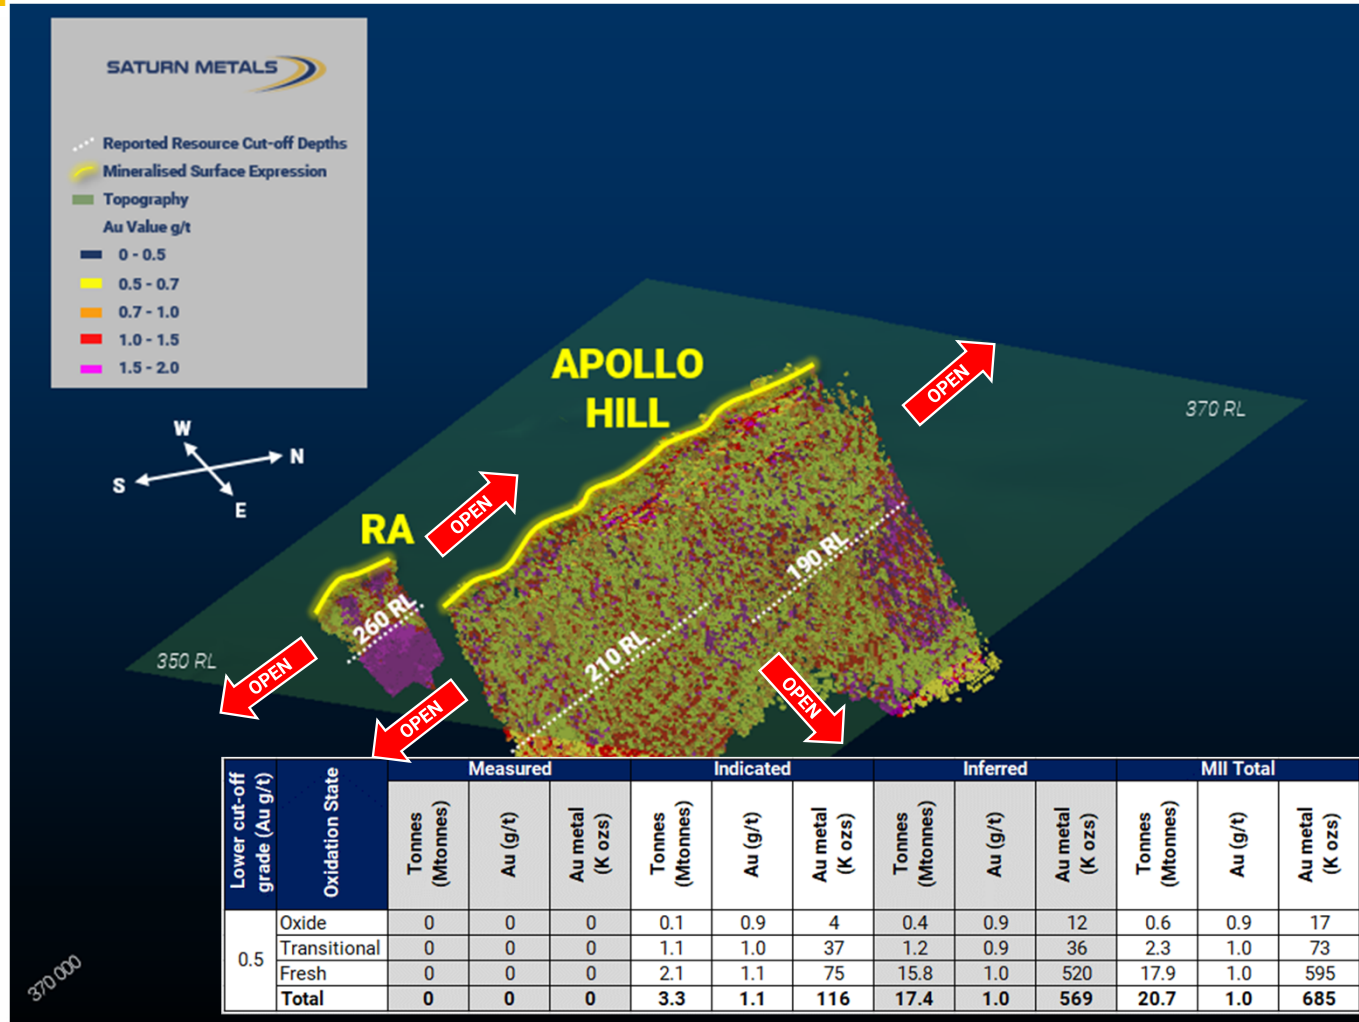 SATURN METALS
Reported Resource Cut-off Depths
Mineralised Surface Expression
Topography
Au Value g/t
0 - 0.5
0.5 - 0.7
0.7 - 1.0
1.0 - 1.5
1.5 - 2.0
W
N
S
E
APOLLO
HILL
OPEN
370 RL
RA
OPEN
190 RL
260 RL
210 RL
350 RL
OPEN
OPEN
OPEN
370 000
Lower cut-off grade (Au g/t) Oxidation State Measured Indicated Inferred MII Total
Tonnes (Mtonnes) Au (g/t) Au metal (K ozs) Tonnes (Mtonnes) Au (g/t) Au metal (K ozs) Tonnes (Mtonnes) Au (g/t) Au metal (K ozs) Tonnes (Mtonnes) Au (g/t) Au metal (K ozs)
0.5
Oxide 0 0 0 0.1 0.9 4 0.4 0.9 12 0.6 0.9 17
Transitional 0 0 0 1.1 1.0 37 1.2 0.9 36 2.3 1.0 73
Fresh 0 0 0 2.1 1.1 75 15.8 1.0 520 17.9 1.0 595
Total 0 0 0 3.3 1.1 116 17.4 1.0 569 20.7 1.0 685